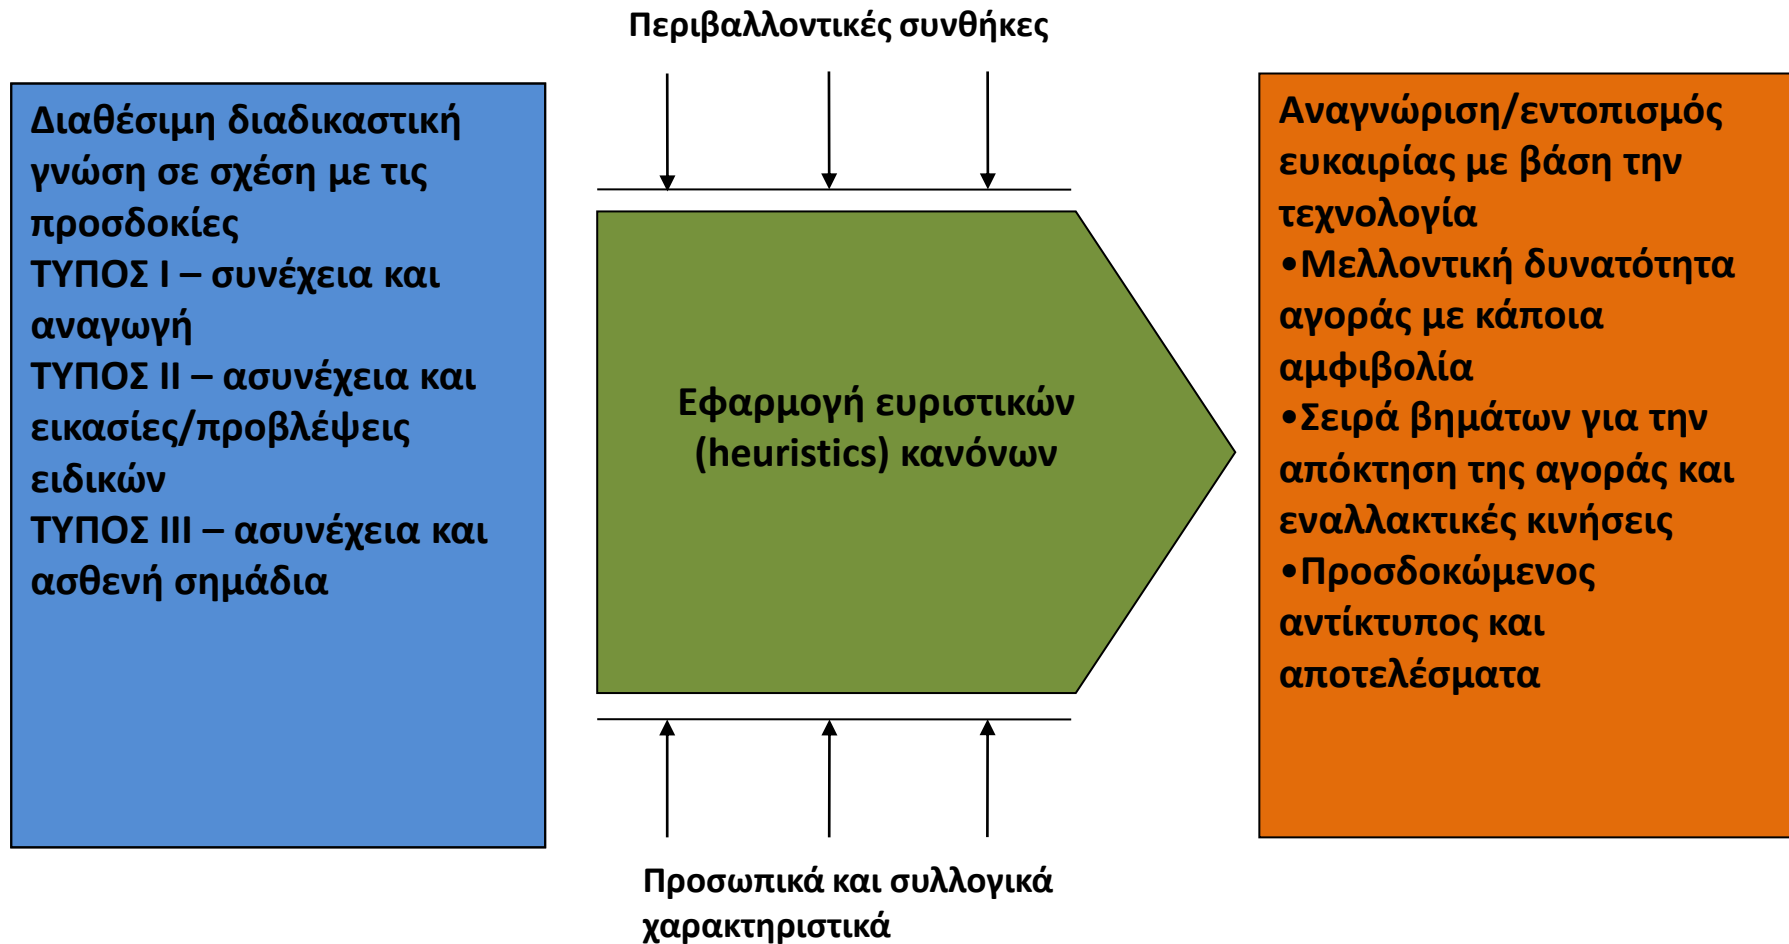 Περιβαλλοντικές συνθήκες
Διαθέσιμη διαδικαστική
γνώση σε σχέση με τις
προσδοκίες
ΤΥΠΟΣ Ι – συνέχεια και
αναγωγή
ΤΥΠΟΣ ΙΙ – ασυνέχεια και
εικασίες/προβλέψεις
ειδικών
ΤΥΠΟΣ ΙΙΙ – ασυνέχεια και
ασθενή σημάδια
Εφαρμογή ευριστικών
(heuristics) κανόνων
Αναγνώριση/εντοπισμός
ευκαιρίας με βάση την
τεχνολογία
•Μελλοντική δυνατότητα
αγοράς με κάποια
αμφιβολία
•Σειρά βημάτων για την
απόκτηση της αγοράς και
εναλλακτικές κινήσεις
•Προσδοκώμενος
αντίκτυπος και
αποτελέσματα
Προσωπικά και συλλογικά
χαρακτηριστικά